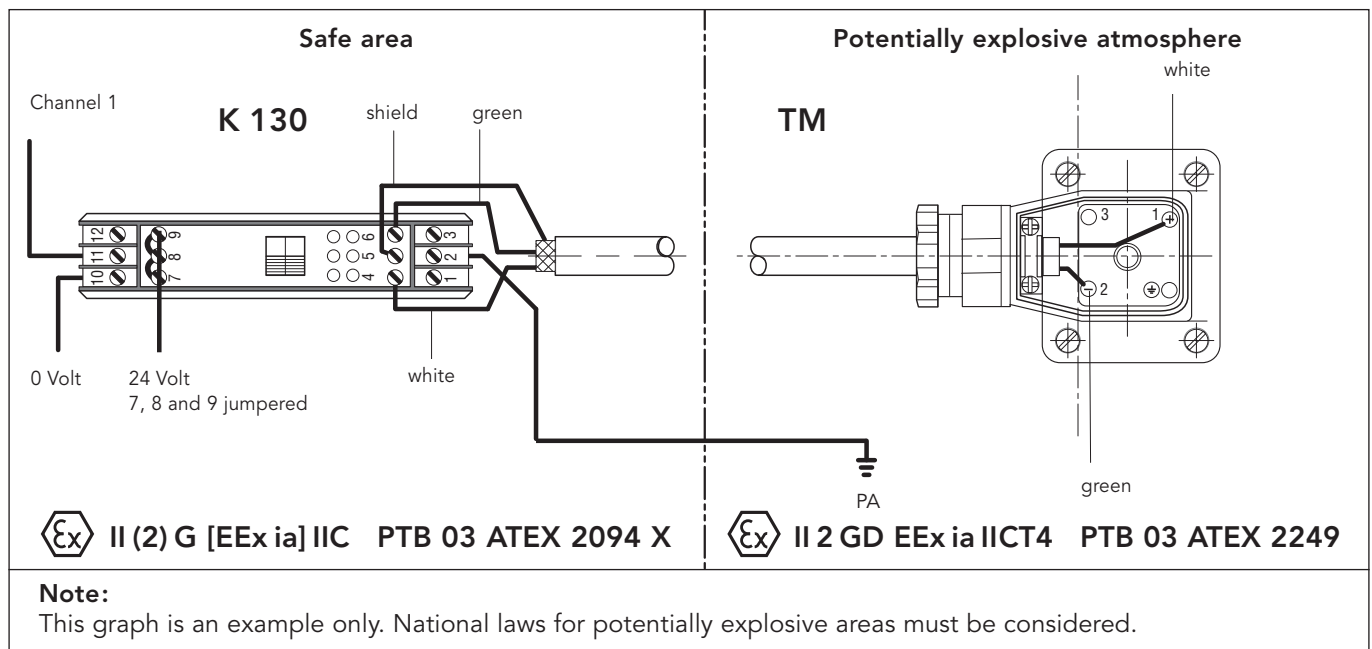 Safe area
Potentially explosive atmosphere
white
Channel 1
K 130
shield
green
TM
12
11
10
9
8
7
6
5
4
3
2
1
3
1
+
-
2
0 Volt
24 Volt
7, 8 and 9 jumpered
white
PA
green
Ex II (2) G [EEx ia] IIC PTB 03 ATEX 2094 X
Ex II 2 GD EEx ia IICT4 PTB 03 ATEX 2249
Note:
This graph is an example only. National laws for potentially explosive areas must be considered.